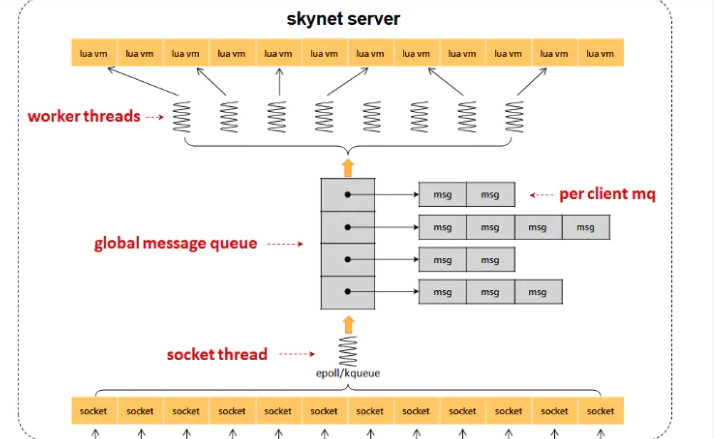 skynet server
lua vm lua vm lua vm lua vm lua vm lua vm lua vm lua vm lua vm lua vm lua vm lua vm
worker threads
msg msg
per client mq
msg msg msg msg
global message queue
msg msg
msg msg msg
socket thread
epoll/kqueue
socket socket socket socket socket socket socket socket socket socket socket socket